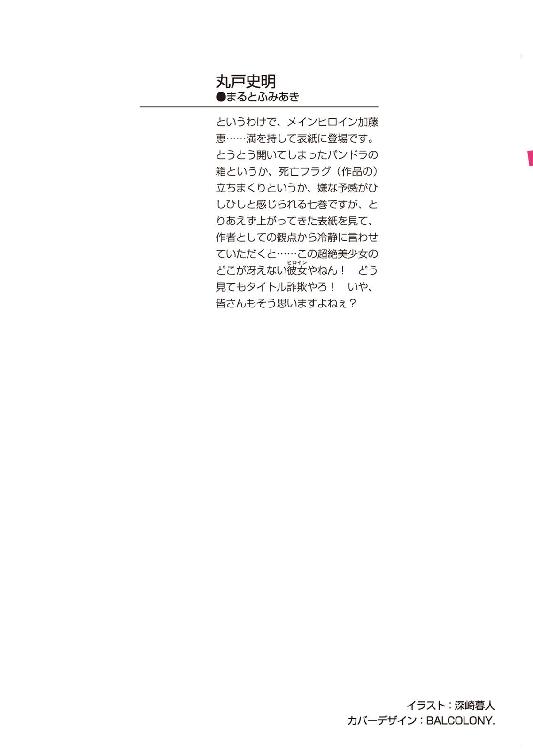 丸戸史明
●まるとふみあき
というわけで、メインヒロイン加藤
恵……満を持して表紙に登場です。
とうとう開いてしまったパンドラの
箱というか、死亡フラグ（作品の）
立ちまくりというか、嫌な予感がひ
しひしと感じられる七巻ですが、と
りあえず上がってきた表紙を見て、
作者としての観点から冷静に言わせ
ていただくと……この超絶美少女の
どこが冴えない彼女やねん！　どう
ヒロイン
見てもタイトル詐欺やろ！　いや、
皆さんもそう思いますよねぇ？
イラスト：深崎暮人
カバーデザイン：BALCOLONY.